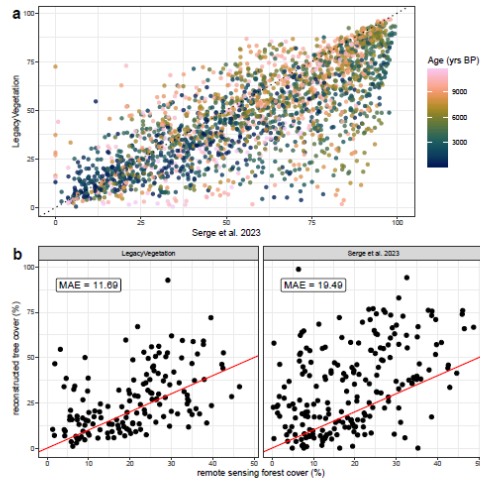 a
100
75
50
25
0
LegacyVegetation
0
25
50
75
100
Serge et al. 2023
Age (yrs BP)
9000
6000
3000
b
LegacyVegetation
Serge et al. 2023
MAE = 11.69
MAE = 19.49
100
75
50
25
0
reconstructed tree cover (%)
0
10
20
30
40
50
0
10
20
30
40
50
remote sensing forest cover (%)